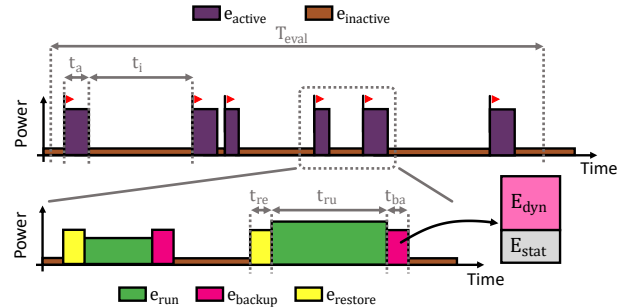 e_active e_inactive
T_eval
t_a t_i
Power
Time
t_re t_ru t_ba
E_dyn
E_stat
Power
Time
e_run e_backup e_restore